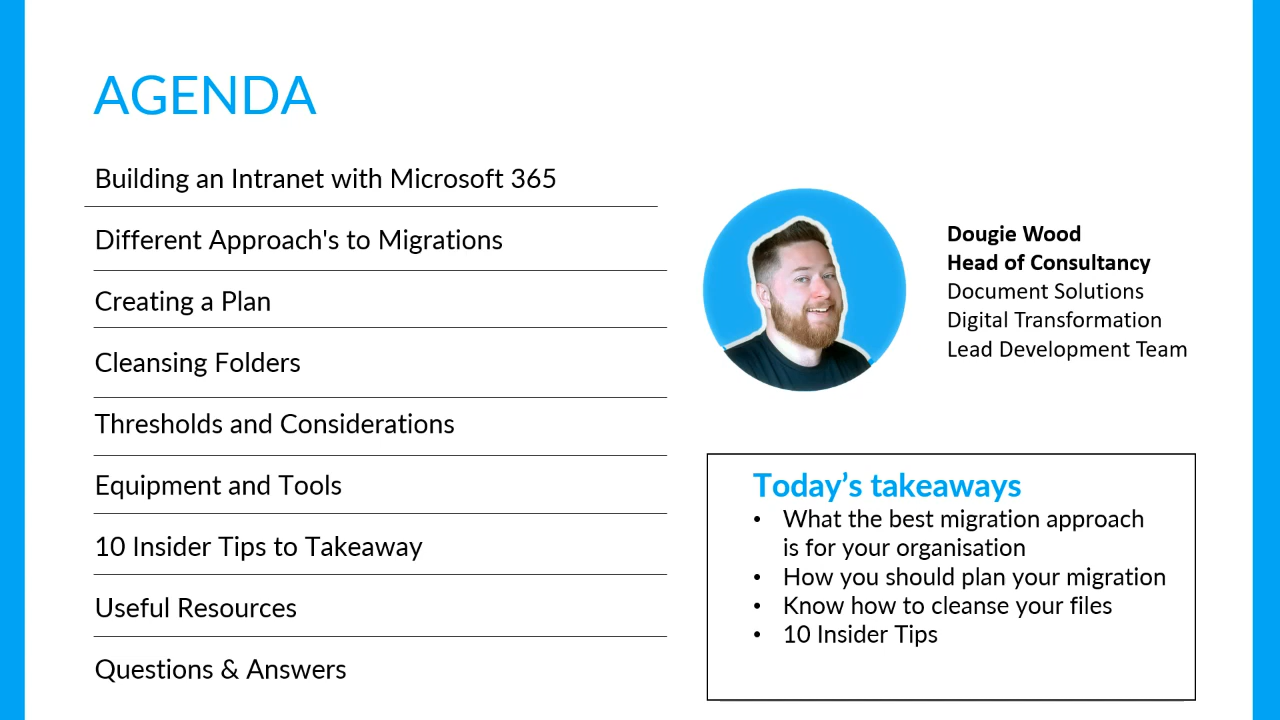 AGENDA
Building an Intranet with Microsoft 365
Different Approach's to Migrations
Creating a Plan
Cleansing Folders
Thresholds and Considerations
Equipment and Tools
10 Insider Tips to Takeaway
Useful Resources
Questions & Answers
Dougie Wood
Head of Consultancy
Document Solutions
Digital Transformation
Lead Development Team
Today’s takeaways
• What the best migration approach
is for your organisation
• How you should plan your migration
• Know how to cleanse your files
• 10 Insider Tips